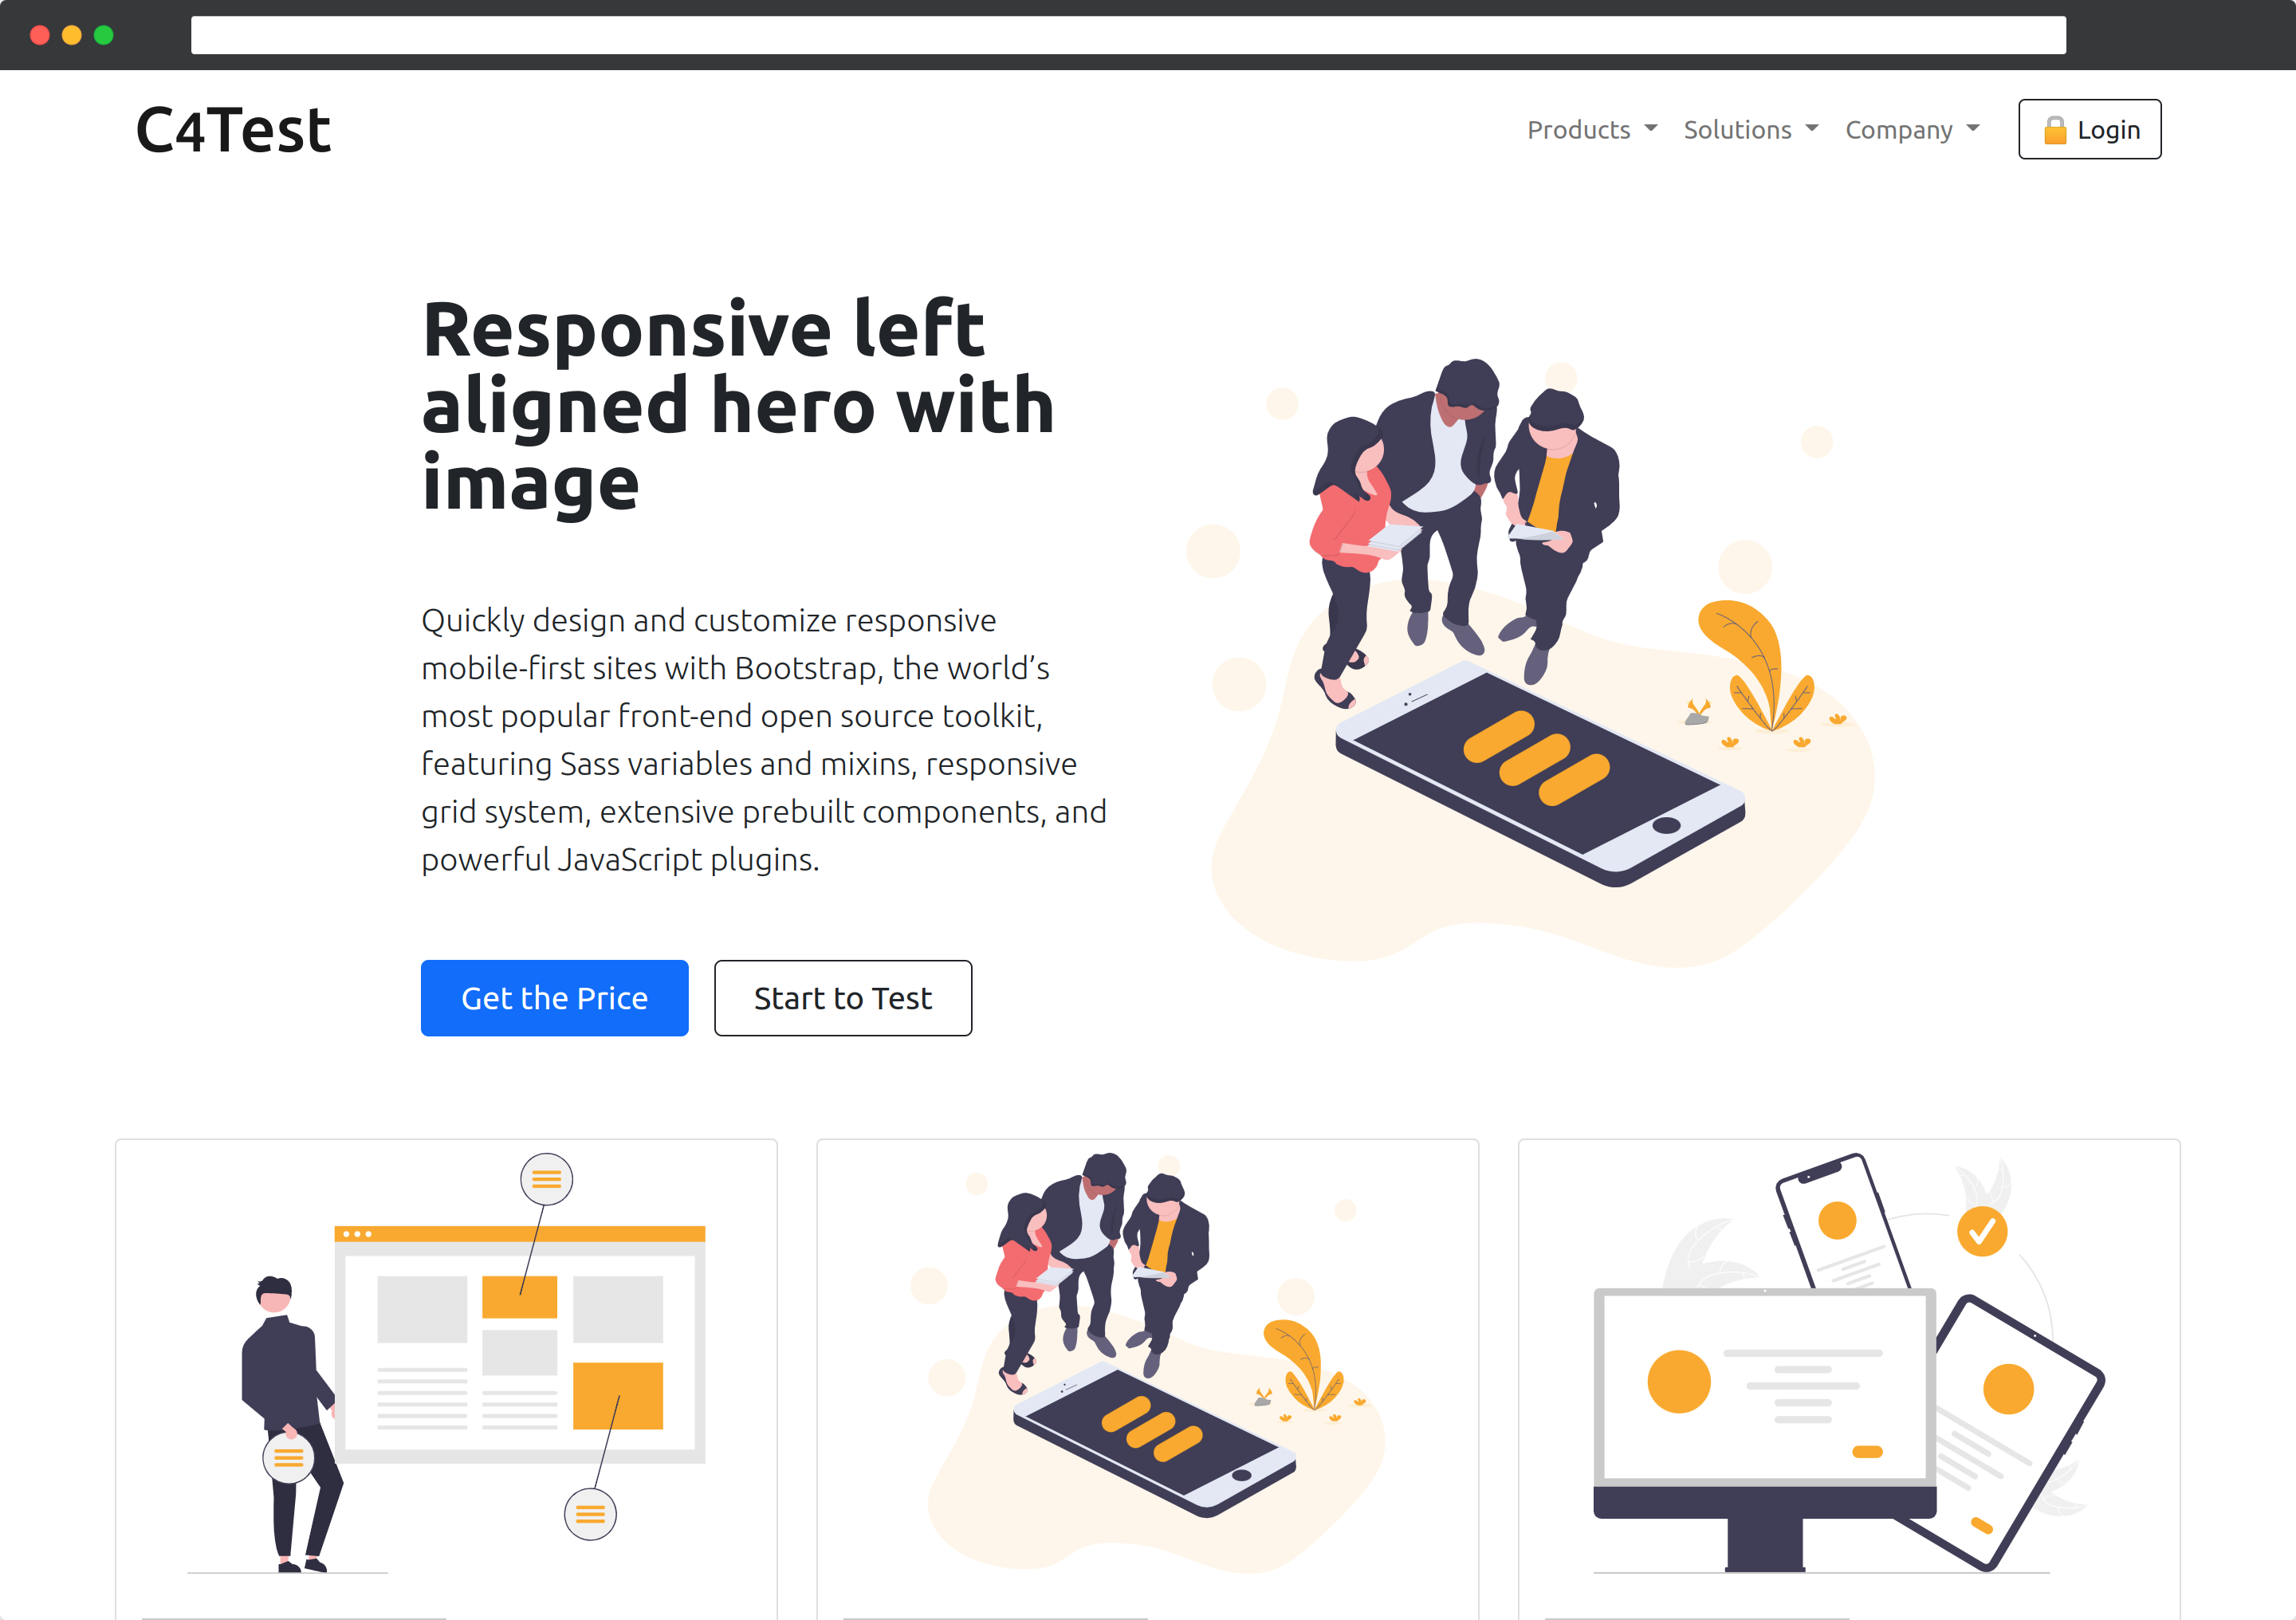 C4Test
Products
Solutions
Company
Login
Responsive left
aligned hero with
image
Quickly design and customize responsive
mobile-first sites with Bootstrap, the world’s
most popular front-end open source toolkit,
featuring Sass variables and mixins, responsive
grid system, extensive prebuilt components, and
powerful JavaScript plugins.
Get the Price
Start to Test